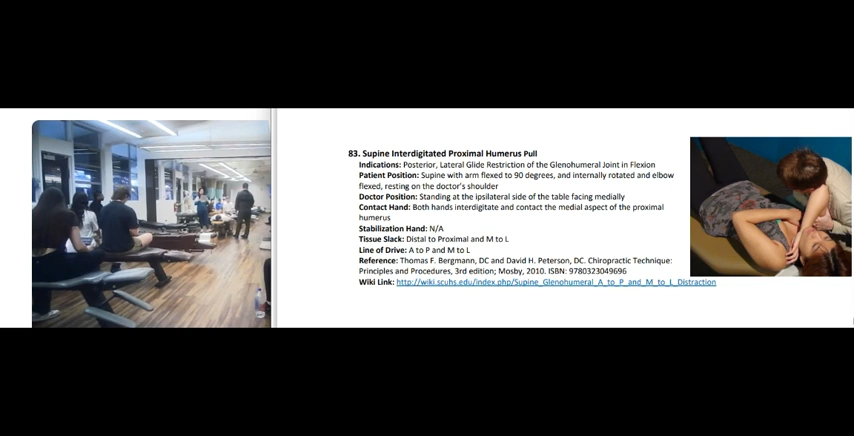 83. Supine Interdigitated Proximal Humerus Pull
Indications: Posterior, Lateral Glide Restriction of the Glenohumeral Joint in Flexion
Patient Position: Supine with arm flexed to 90 degrees, and internally rotated and elbow
flexed, resting on the doctor's shoulder
Doctor Position: Standing at the ipsilateral side of the table facing medially
Contact Hand: Both hands interdigitate and contact the medial aspect of the proximal
humerus
Stabilization Hand: N/A
Tissue Slack: Distal to Proximal and M to L
Line of Drive: A to P and M to L
Reference: Thomas F. Bergmann, DC and David H. Peterson, DC. Chiropractic Technique:
Principles and Procedures, 3rd edition; Mosby, 2010. ISBN: 9780323049696
Wiki Link: http://wiki.scuhs.edu/index.php/Supine_Glenohumeral_A_to_P_and_M_to_L_Distraction